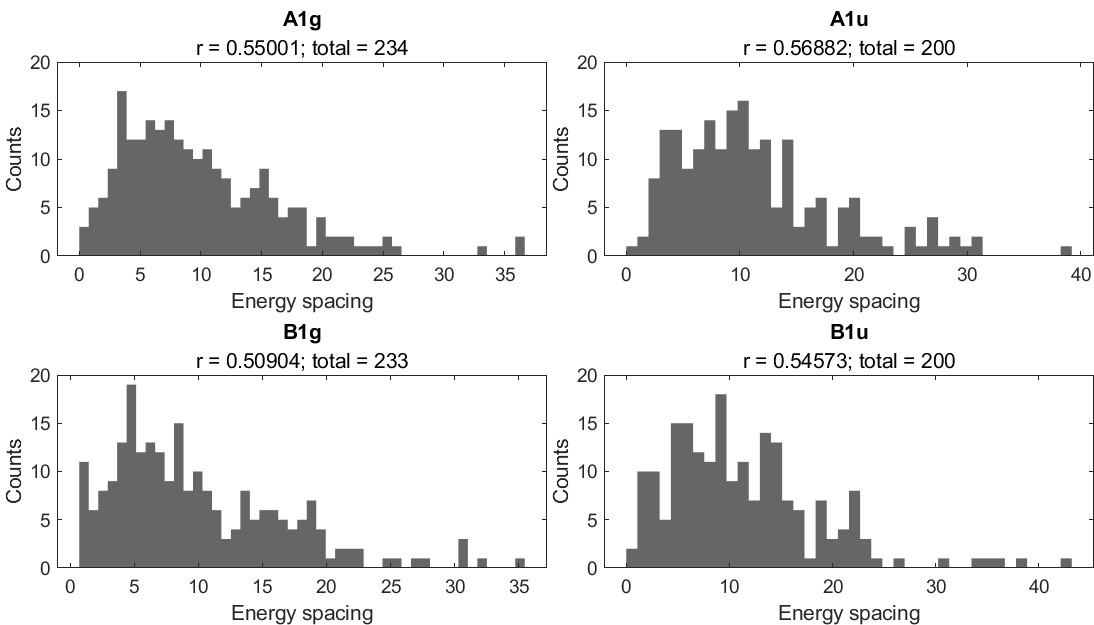 A1g
r = 0.55001; total = 234
20
15
10
5
0
Counts
0 5 10 15 20 25 30 35
Energy spacing
A1u
r = 0.56882; total = 200
20
15
10
5
0
Counts
0 10 20 30 40
Energy spacing
B1g
r = 0.50904; total = 233
20
15
10
5
0
Counts
0 5 10 15 20 25 30 35
Energy spacing
B1u
r = 0.54573; total = 200
20
15
10
5
0
Counts
0 10 20 30 40
Energy spacing